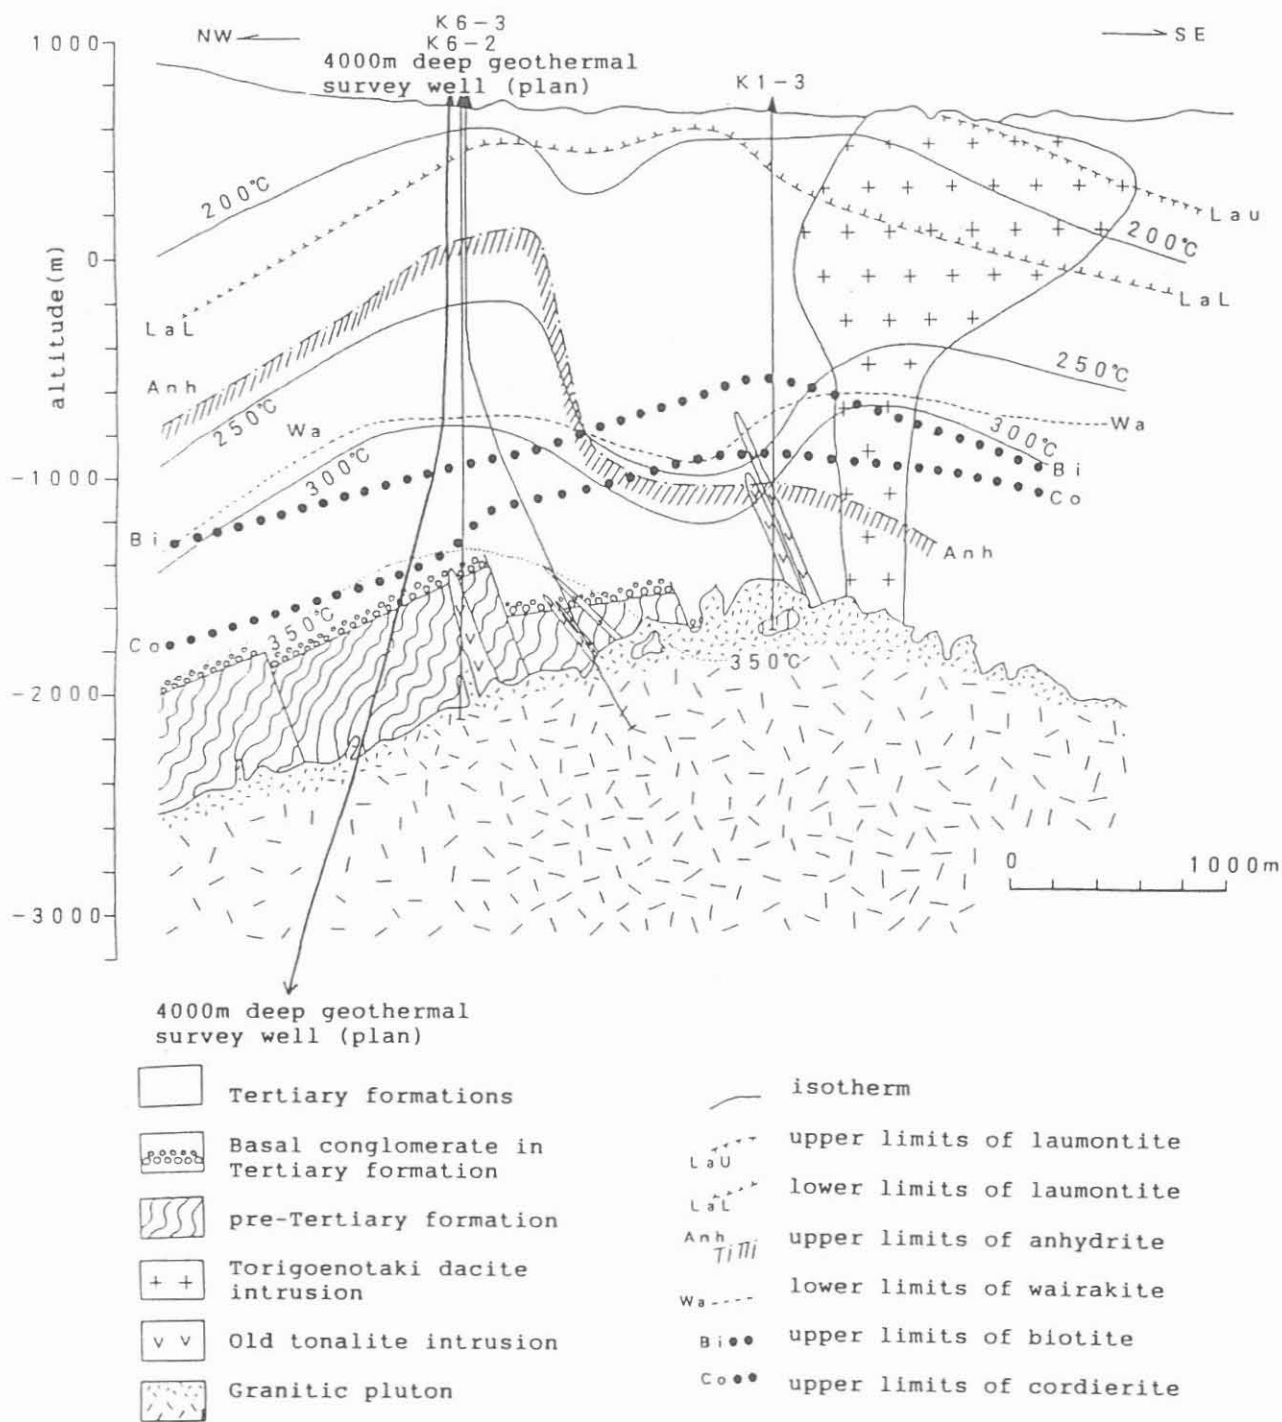 K6-3
NW
K6-2
SE
4000m deep geothermal
survey well (plan)
K1-3
1000
0
-1000
-2000
-3000
altitude(m)
200°C
LaL
Anh
250°C
Wa
300°C
Bi
Co
350°C
Lau
200°C
LaL
250°C
Wa
300°C
Bi
Co
Anh
350°C
0 1000m
4000m deep geothermal
survey well (plan)
Tertiary formations
Basal conglomerate in
Tertiary formation
pre-Tertiary formation
Torigoenotaki dacite
intrusion
Old tonalite intrusion
Granitic pluton
isotherm
LaU upper limits of laumontite
LaL lower limits of laumontite
Anh upper limits of anhydrite
Wa lower limits of wairakite
Bi upper limits of biotite
Co upper limits of cordierite